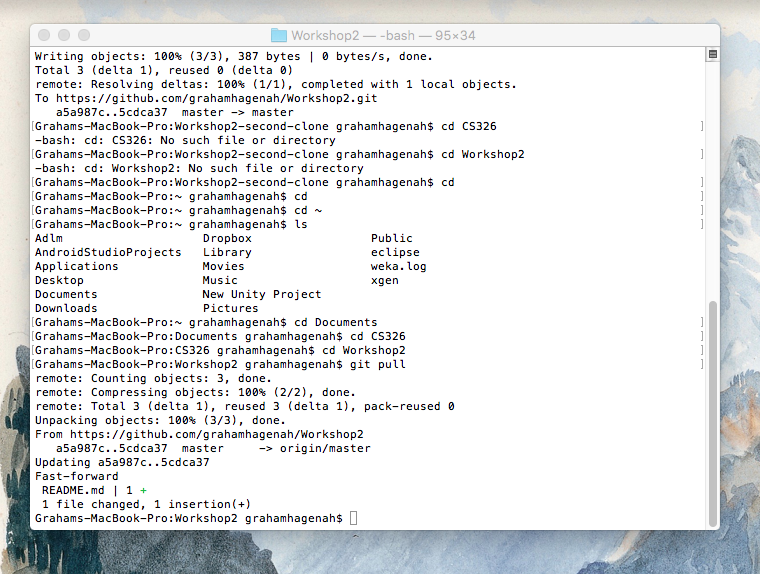 Workshop2 — -bash — 95×34
Writing objects: 100% (3/3), 387 bytes | 0 bytes/s, done.
Total 3 (delta 1), reused 0 (delta 0)
remote: Resolving deltas: 100% (1/1), completed with 1 local objects.
To https://github.com/grahamhagenah/Workshop2.git
   a5a987c..5cdca37  master -> master
[Grahams-MacBook-Pro:Workshop2-second-clone grahamhagenah$ cd CS326 ]
-bash: cd: CS326: No such file or directory
[Grahams-MacBook-Pro:Workshop2-second-clone grahamhagenah$ cd Workshop2 ]
-bash: cd: Workshop2: No such file or directory
[Grahams-MacBook-Pro:Workshop2-second-clone grahamhagenah$ cd ]
[Grahams-MacBook-Pro:~ grahamhagenah$ cd ]
[Grahams-MacBook-Pro:~ grahamhagenah$ cd ~ ]
[Grahams-MacBook-Pro:~ grahamhagenah$ ls ]
Adlm                    Dropbox                 Public
AndroidStudioProjects   Library                 eclipse
Applications            Movies                  weka.log
Desktop                 Music                   xgen
Documents               New Unity Project
Downloads               Pictures
[Grahams-MacBook-Pro:~ grahamhagenah$ cd Documents ]
[Grahams-MacBook-Pro:Documents grahamhagenah$ cd CS326 ]
[Grahams-MacBook-Pro:CS326 grahamhagenah$ cd Workshop2 ]
[Grahams-MacBook-Pro:Workshop2 grahamhagenah$ git pull ]
remote: Counting objects: 3, done.
remote: Compressing objects: 100% (2/2), done.
remote: Total 3 (delta 1), reused 3 (delta 1), pack-reused 0
Unpacking objects: 100% (3/3), done.
From https://github.com/grahamhagenah/Workshop2
   a5a987c..5cdca37  master     -> origin/master
Updating a5a987c..5cdca37
Fast-forward
 README.md | 1 +
 1 file changed, 1 insertion(+)
Grahams-MacBook-Pro:Workshop2 grahamhagenah$